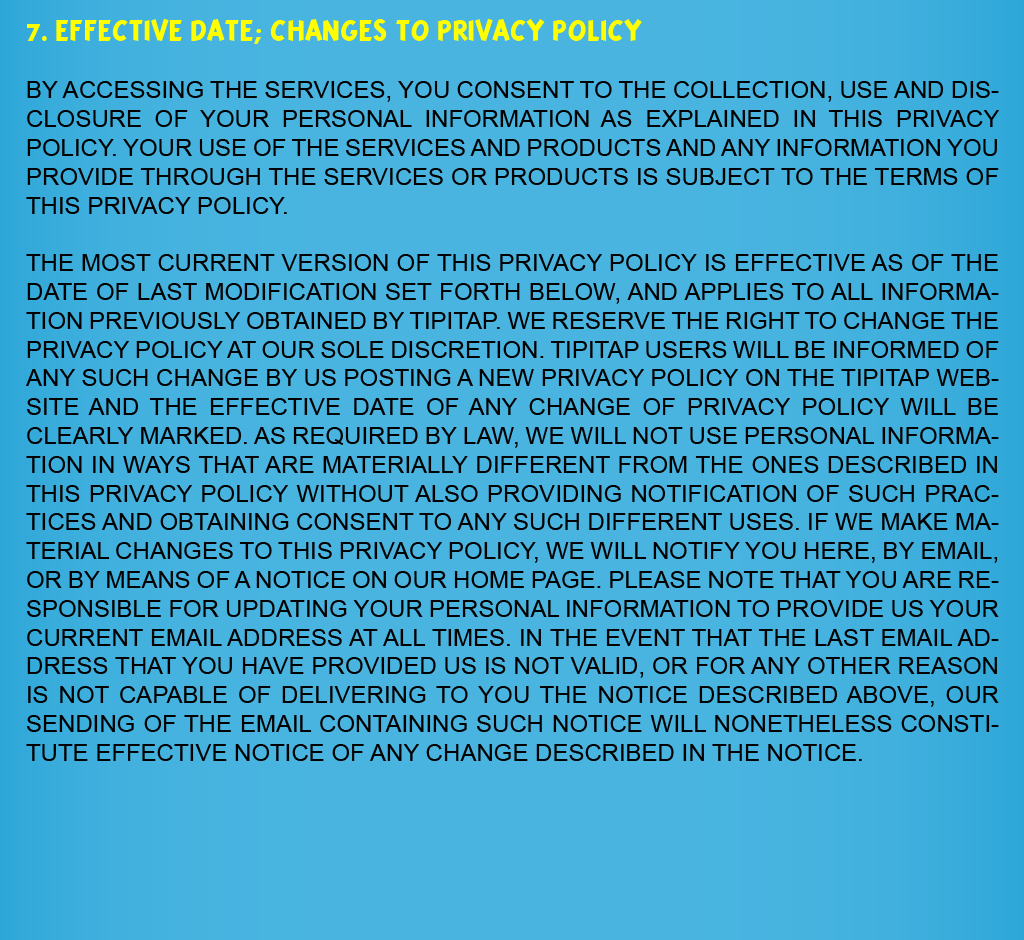 7. EFFECTIVE DATE; CHANGES TO PRIVACY POLICY
BY ACCESSING THE SERVICES, YOU CONSENT TO THE COLLECTION, USE AND DIS-
CLOSURE OF YOUR PERSONAL INFORMATION AS EXPLAINED IN THIS PRIVACY
POLICY. YOUR USE OF THE SERVICES AND PRODUCTS AND ANY INFORMATION YOU
PROVIDE THROUGH THE SERVICES OR PRODUCTS IS SUBJECT TO THE TERMS OF
THIS PRIVACY POLICY.
THE MOST CURRENT VERSION OF THIS PRIVACY POLICY IS EFFECTIVE AS OF THE
DATE OF LAST MODIFICATION SET FORTH BELOW, AND APPLIES TO ALL INFORMA-
TION PREVIOUSLY OBTAINED BY TIPITAP. WE RESERVE THE RIGHT TO CHANGE THE
PRIVACY POLICY AT OUR SOLE DISCRETION. TIPITAP USERS WILL BE INFORMED OF
ANY SUCH CHANGE BY US POSTING A NEW PRIVACY POLICY ON THE TIPITAP WEB-
SITE AND THE EFFECTIVE DATE OF ANY CHANGE OF PRIVACY POLICY WILL BE
CLEARLY MARKED. AS REQUIRED BY LAW, WE WILL NOT USE PERSONAL INFORMA-
TION IN WAYS THAT ARE MATERIALLY DIFFERENT FROM THE ONES DESCRIBED IN
THIS PRIVACY POLICY WITHOUT ALSO PROVIDING NOTIFICATION OF SUCH PRAC-
TICES AND OBTAINING CONSENT TO ANY SUCH DIFFERENT USES. IF WE MAKE MA-
TERIAL CHANGES TO THIS PRIVACY POLICY, WE WILL NOTIFY YOU HERE, BY EMAIL,
OR BY MEANS OF A NOTICE ON OUR HOME PAGE. PLEASE NOTE THAT YOU ARE RE-
SPONSIBLE FOR UPDATING YOUR PERSONAL INFORMATION TO PROVIDE US YOUR
CURRENT EMAIL ADDRESS AT ALL TIMES. IN THE EVENT THAT THE LAST EMAIL AD-
DRESS THAT YOU HAVE PROVIDED US IS NOT VALID, OR FOR ANY OTHER REASON
IS NOT CAPABLE OF DELIVERING TO YOU THE NOTICE DESCRIBED ABOVE, OUR
SENDING OF THE EMAIL CONTAINING SUCH NOTICE WILL NONETHELESS CONSTI-
TUTE EFFECTIVE NOTICE OF ANY CHANGE DESCRIBED IN THE NOTICE.